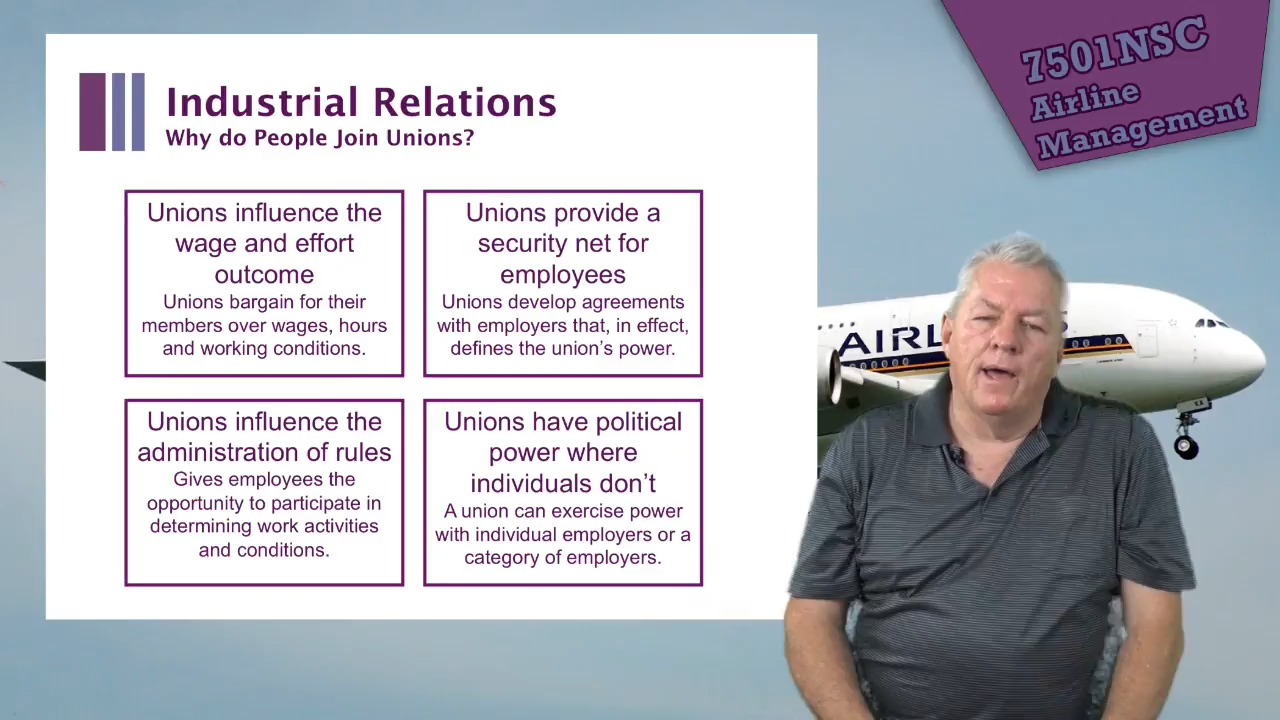 Industrial Relations
Why do People Join Unions?
Unions influence the
wage and effort
outcome
Unions bargain for their
members over wages, hours
and working conditions.
Unions provide a
security net for
employees
Unions develop agreements
with employers that, in effect,
defines the union’s power.
Unions influence the
administration of rules
Gives employees the
opportunity to participate in
determining work activities
and conditions.
Unions have political
power where
individuals don’t
A union can exercise power
with individual employers or a
category of employers.
7501NSC
Airline
Management